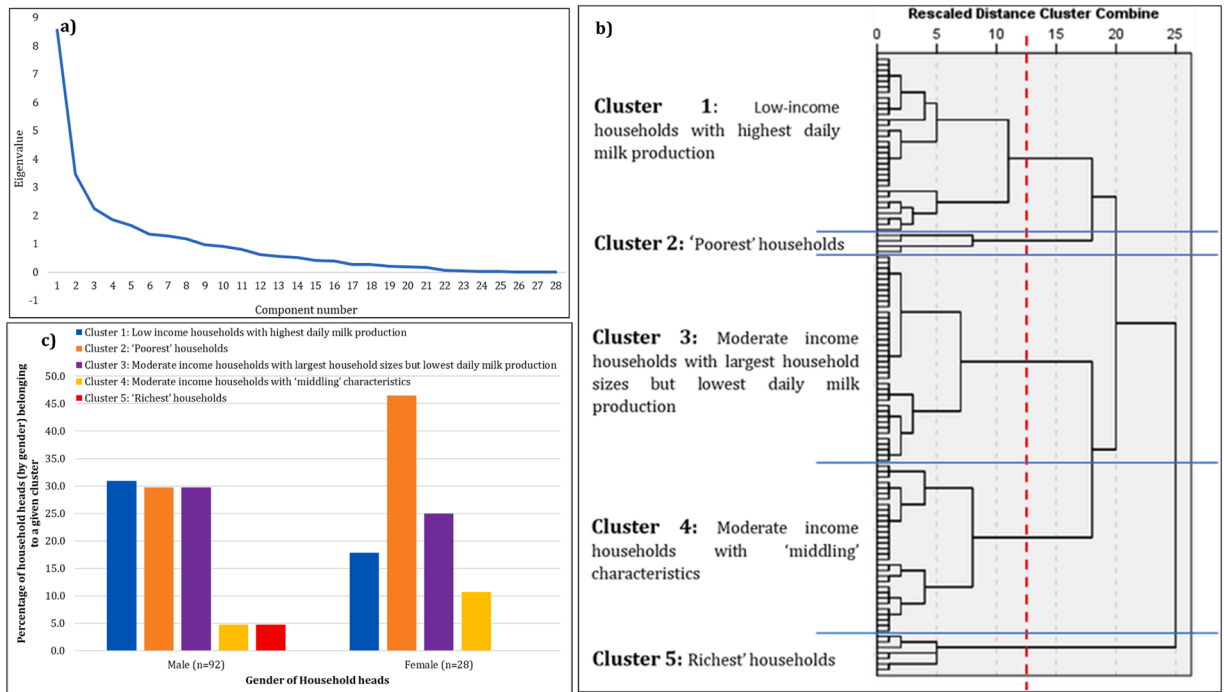 a)
9
8
7
6
5
4
3
2
1
0
-1
Eigenvalue
1 2 3 4 5 6 7 8 9 10 11 12 13 14 15 16 17 18 19 20 21 22 23 24 25 26 27 28
Component number
b)
Rescaled Distance Cluster Combine
0 5 10 15 20 25
Cluster 1: Low-income
households with highest daily
milk production
Cluster 2: ‘Poorest’ households
Cluster 3: Moderate income
households with largest household
sizes but lowest daily milk
production
Cluster 4: Moderate income
households with ‘middling’
characteristics
Cluster 5: Richest’ households
c)
Cluster 1: Low income households with highest daily milk production
Cluster 2: ‘Poorest’ households
Cluster 3: Moderate income households with largest household sizes but lowest daily milk production
Cluster 4: Moderate income households with ‘middling’ characteristics
Cluster 5: ‘Richest’ households
50.0
45.0
40.0
35.0
30.0
25.0
20.0
15.0
10.0
5.0
0.0
Percentage of household heads (by gender) belonging
to a given cluster
Male (n=92) Female (n=28)
Gender of Household heads